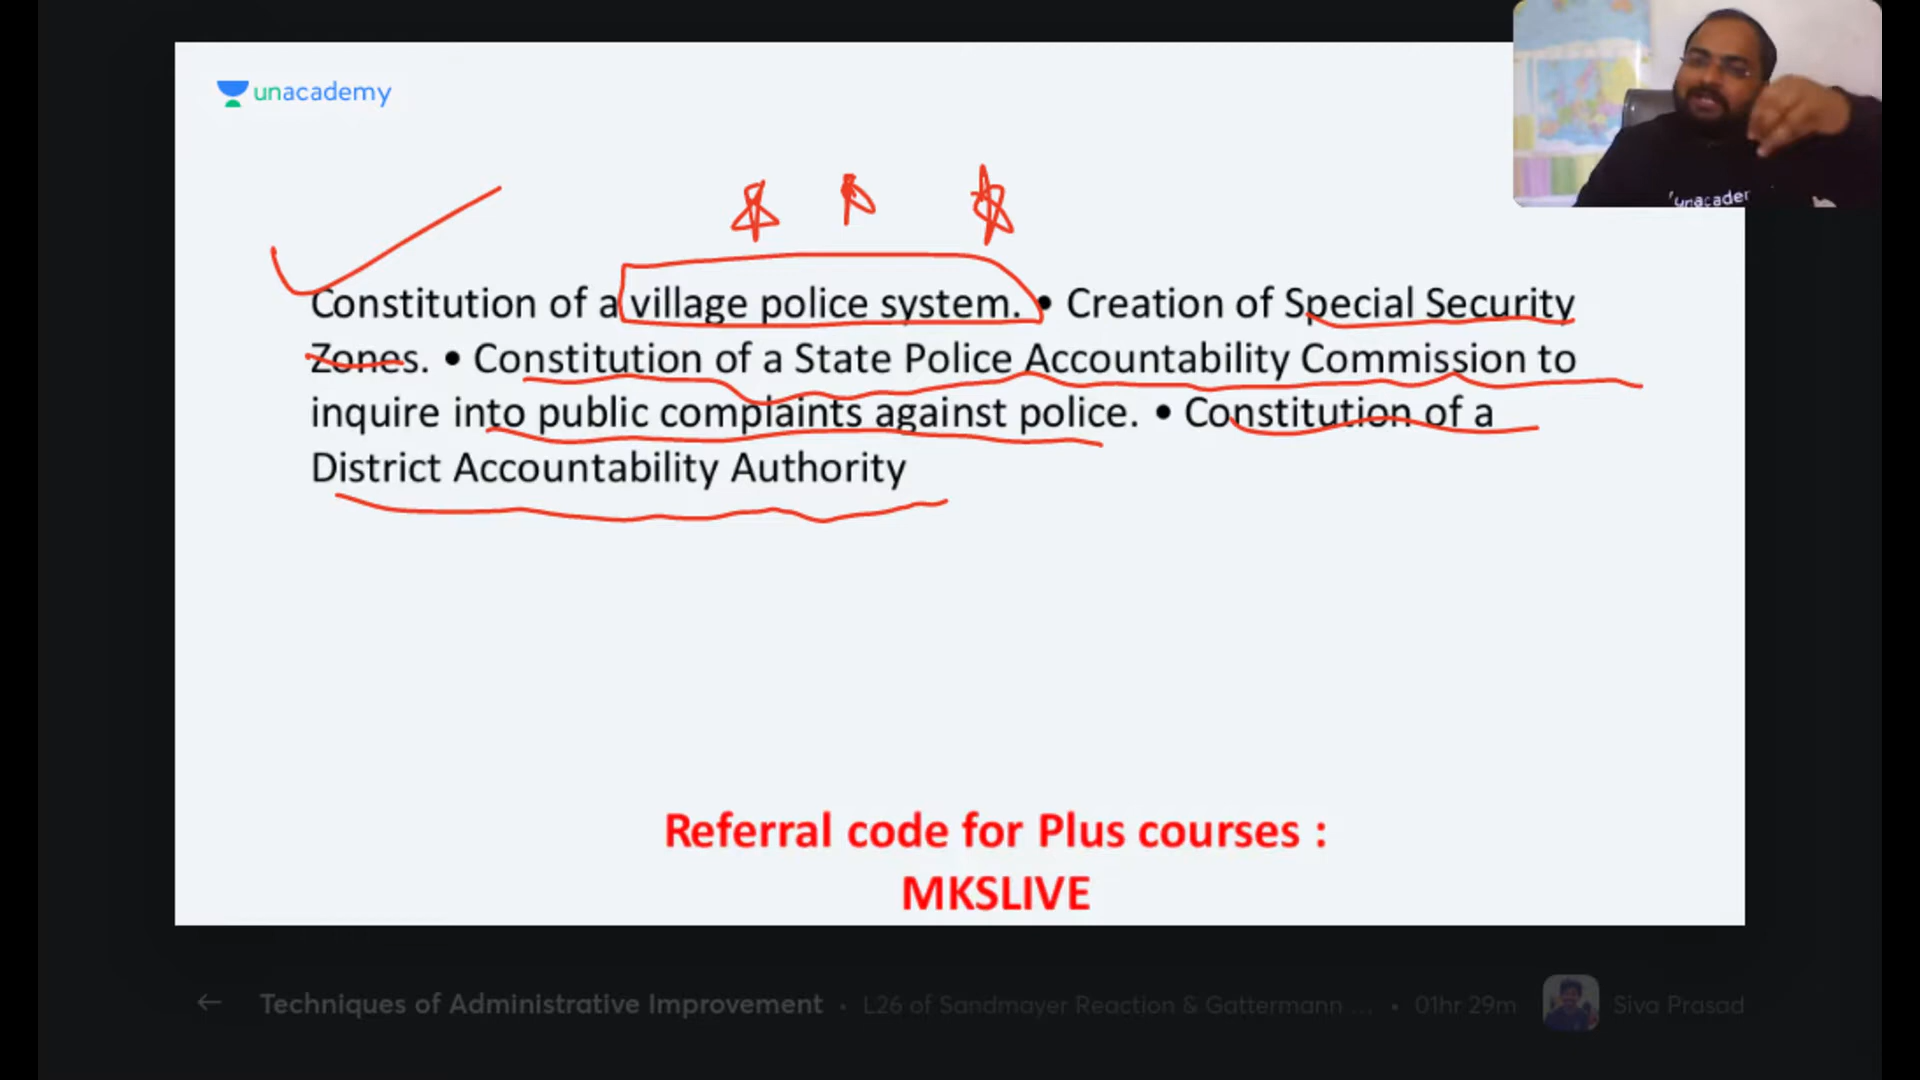 unacademy
unacade
Constitution of a village police system. • Creation of Special Security
Zones. • Constitution of a State Police Accountability Commission to
inquire into public complaints against police. • Constitution of a
District Accountability Authority
Referral code for Plus courses :
MKSLIVE
Techniques of Administrative Improvement • L26 of Sandmayer Reaction & Gattermann ... • 01hr 29m Siva Prasad